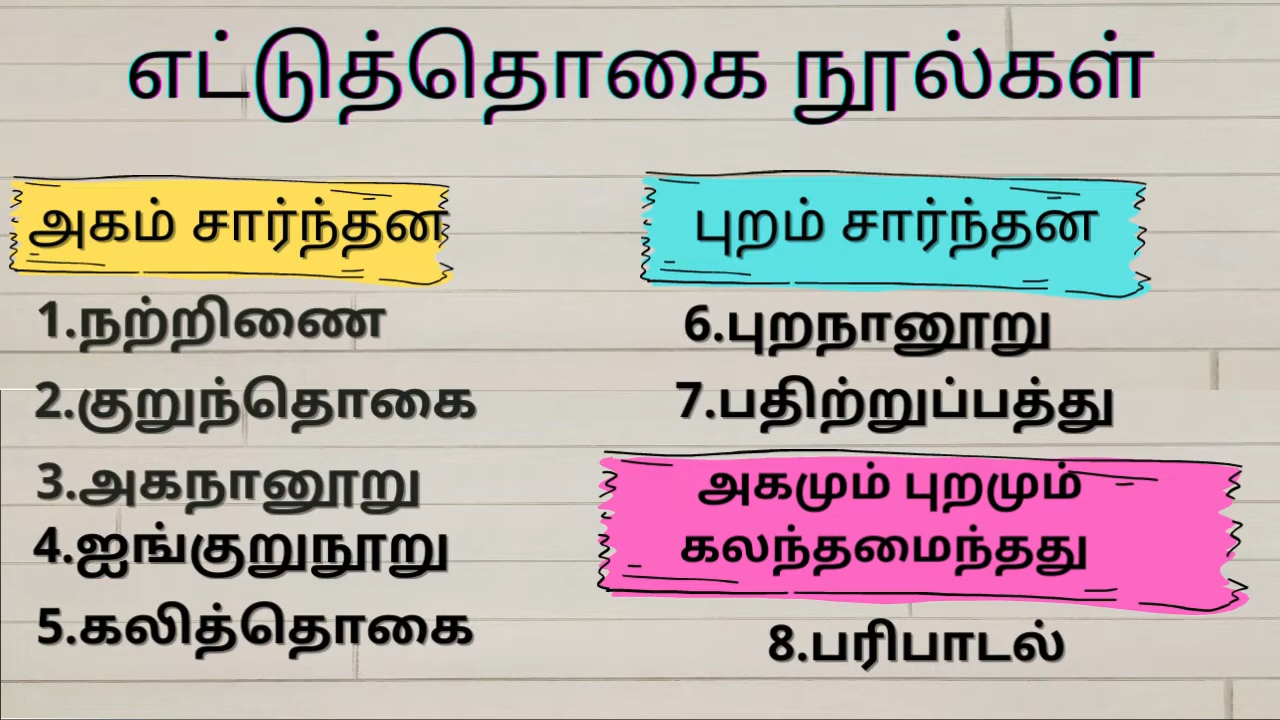 எட்டுத்தொகை நூல்கள்
அகம் சார்ந்தன
1.நற்றிணை
2.குறுந்தொகை
3.அகநானூறு
4.ஐங்குறுநூறு
5.கலித்தொகை
புறம் சார்ந்தன
6.புறநானூறு
7.பதிற்றுப்பத்து
அகமும் புறமும்
கலந்தமைந்தது
8.பரிபாடல்